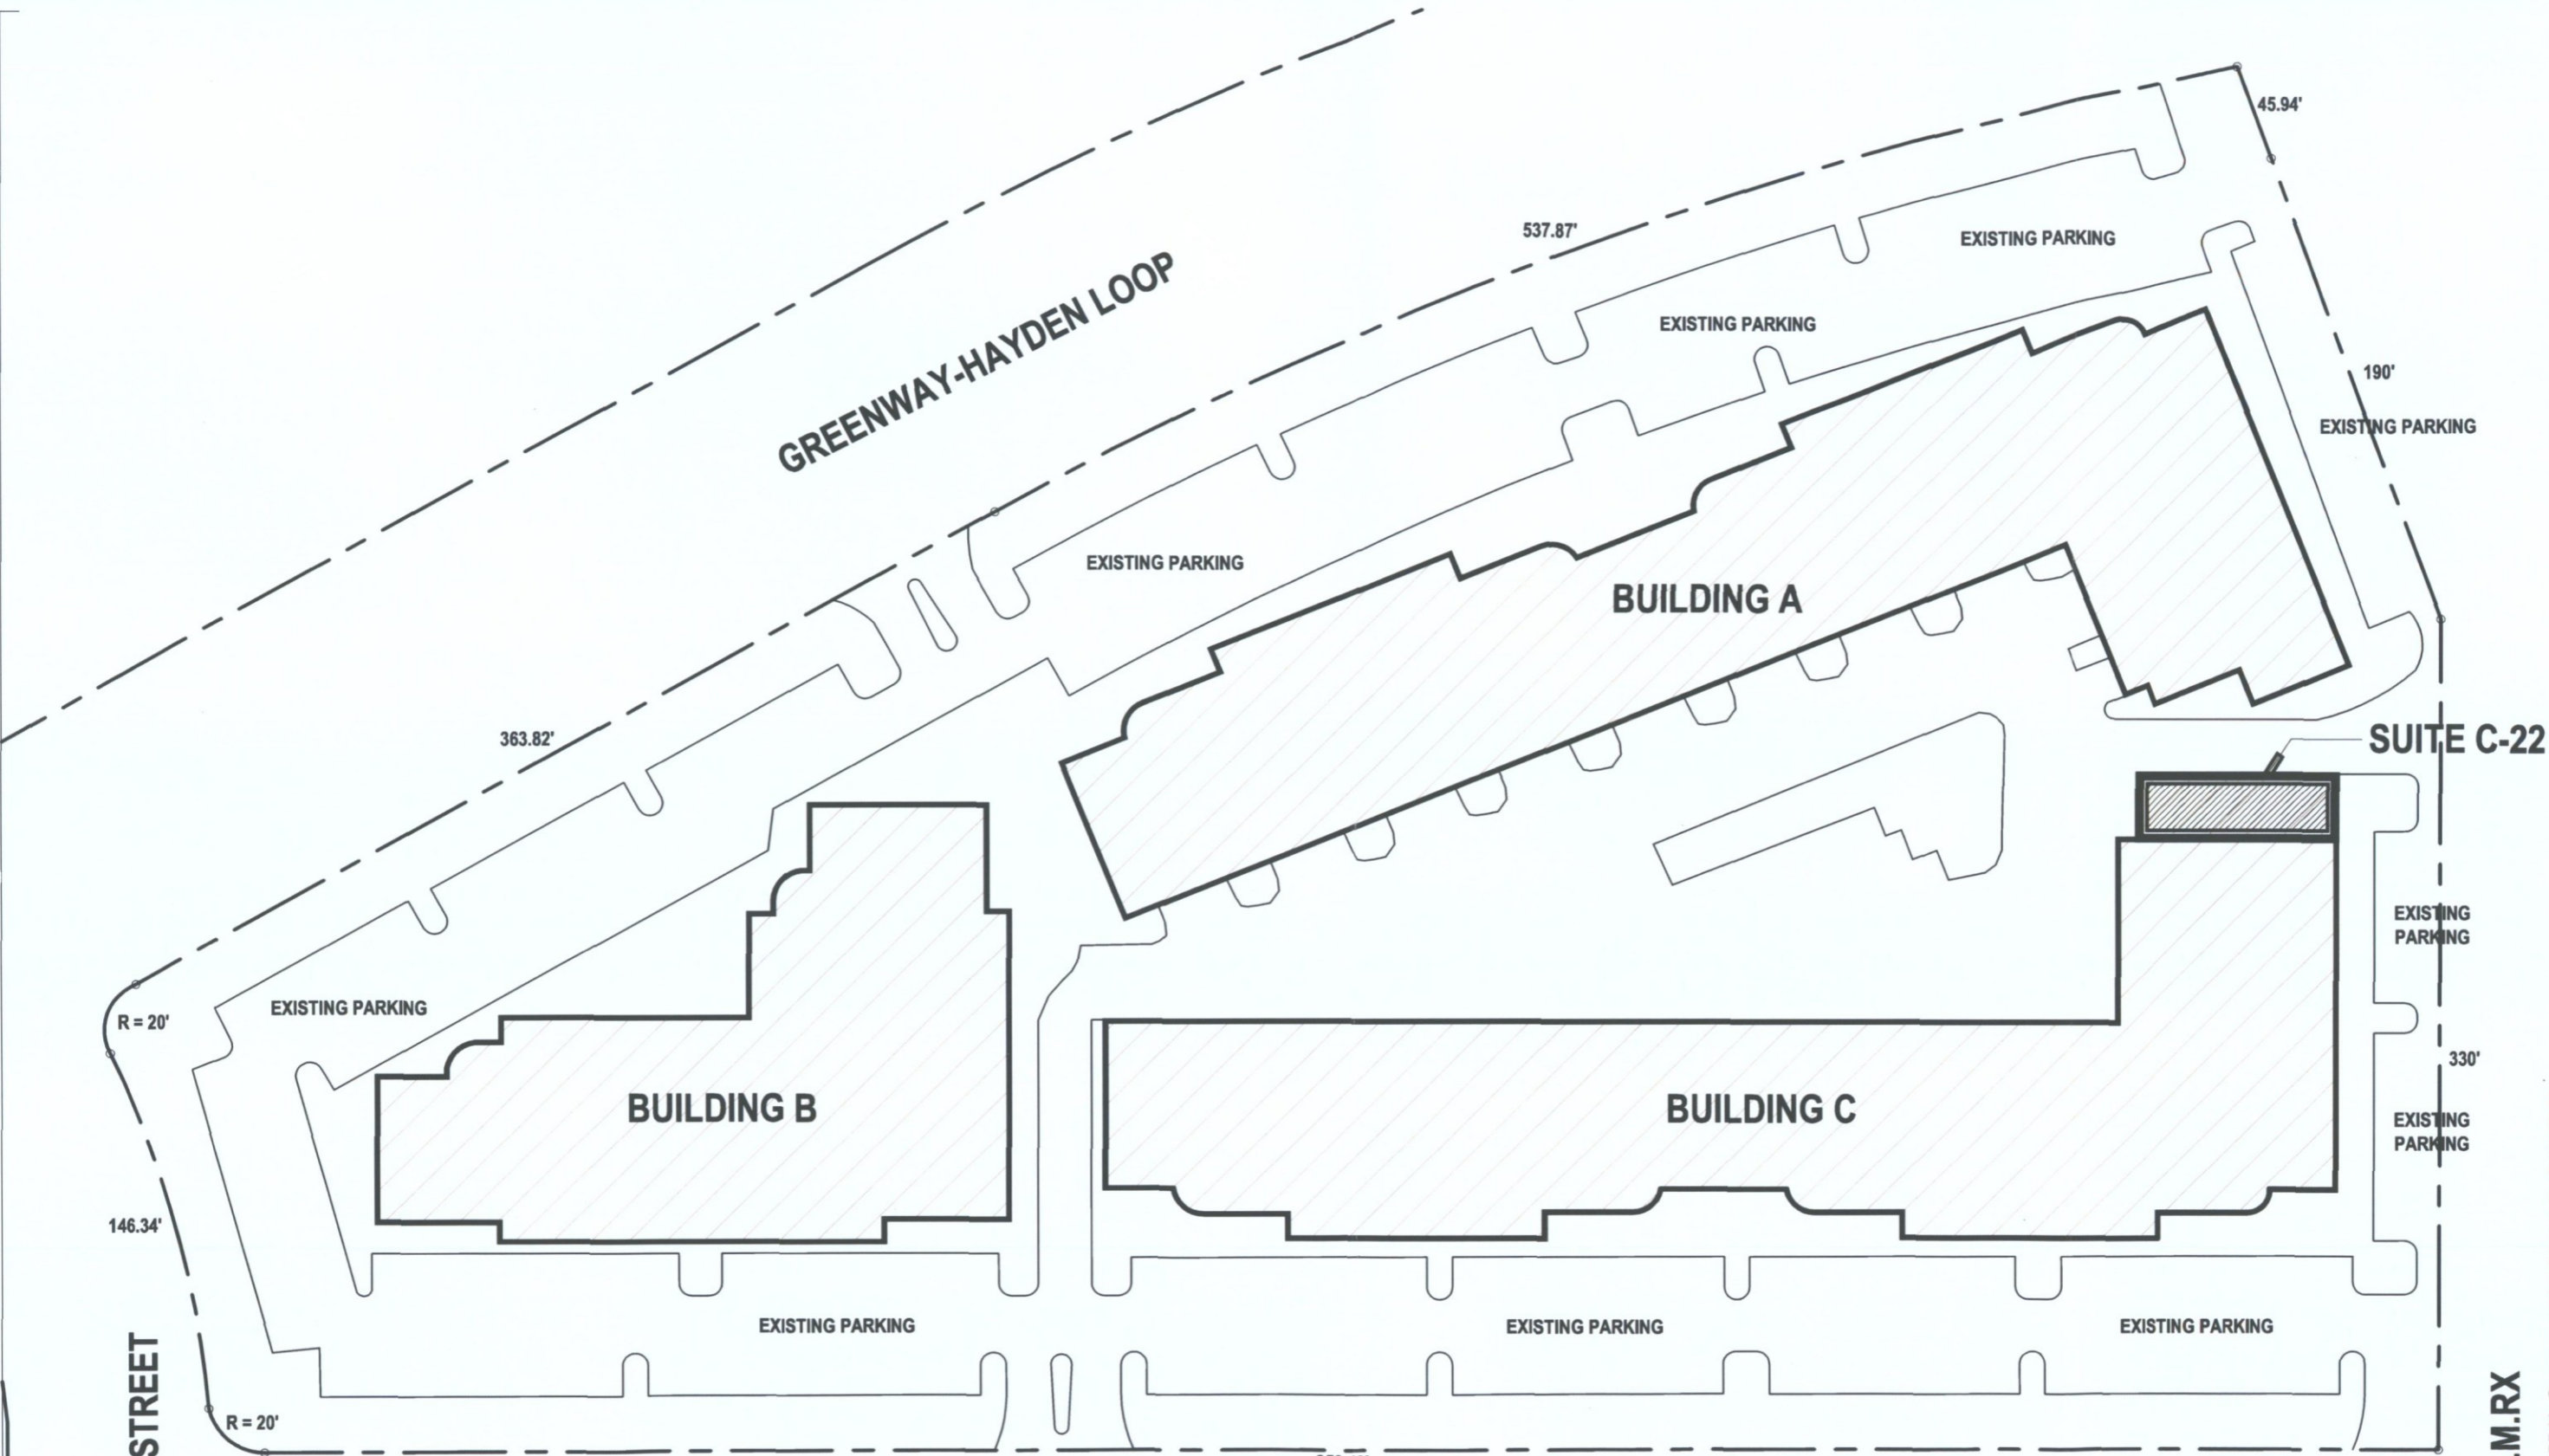 45.94'
537.87'
EXISTING PARKING
GREENWAY-HAYDEN LOOP
EXISTING PARKING
190'
EXISTING PARKING
EXISTING PARKING
BUILDING A
363.82'
SUITE C-22
EXISTING
PARKING
EXISTING PARKING
R = 20'
330'
BUILDING B
BUILDING C
EXISTING
PARKING
146.34'
EXISTING PARKING
EXISTING PARKING
EXISTING PARKING
STREET
R = 20'
M.RX